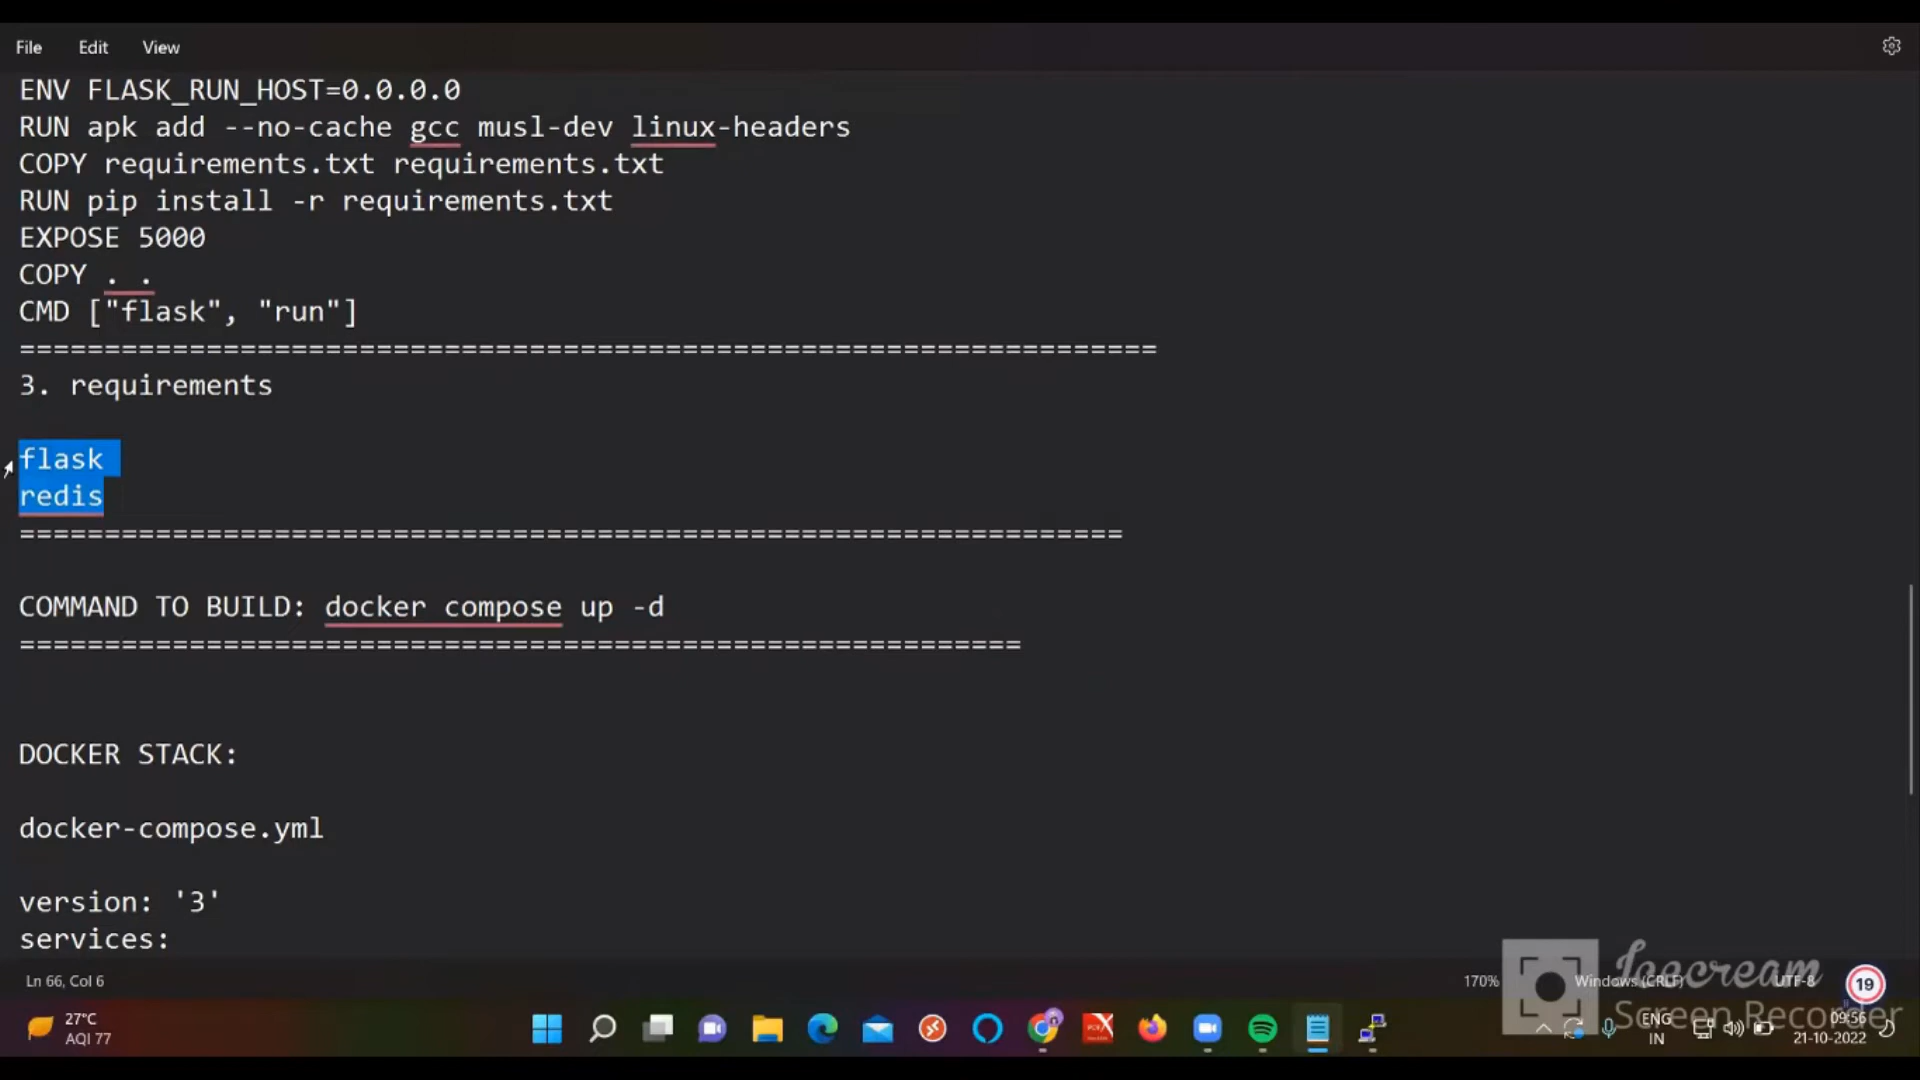 File Edit View
ENV FLASK_RUN_HOST=0.0.0.0
RUN apk add --no-cache gcc musl-dev linux-headers
COPY requirements.txt requirements.txt
RUN pip install -r requirements.txt
EXPOSE 5000
COPY . .
CMD ["flask", "run"]
===================================================================
3. requirements
flask
redis
=================================================================
COMMAND TO BUILD: docker compose up -d
===========================================================
DOCKER STACK:
docker-compose.yml
version: '3'
services:
Ln 66, Col 6
170%
Windows (CRLF)
UTF-8
19
Icecream
Screen Recorder
27°C
AQI 77
ENG
IN
09:56
21-10-2022